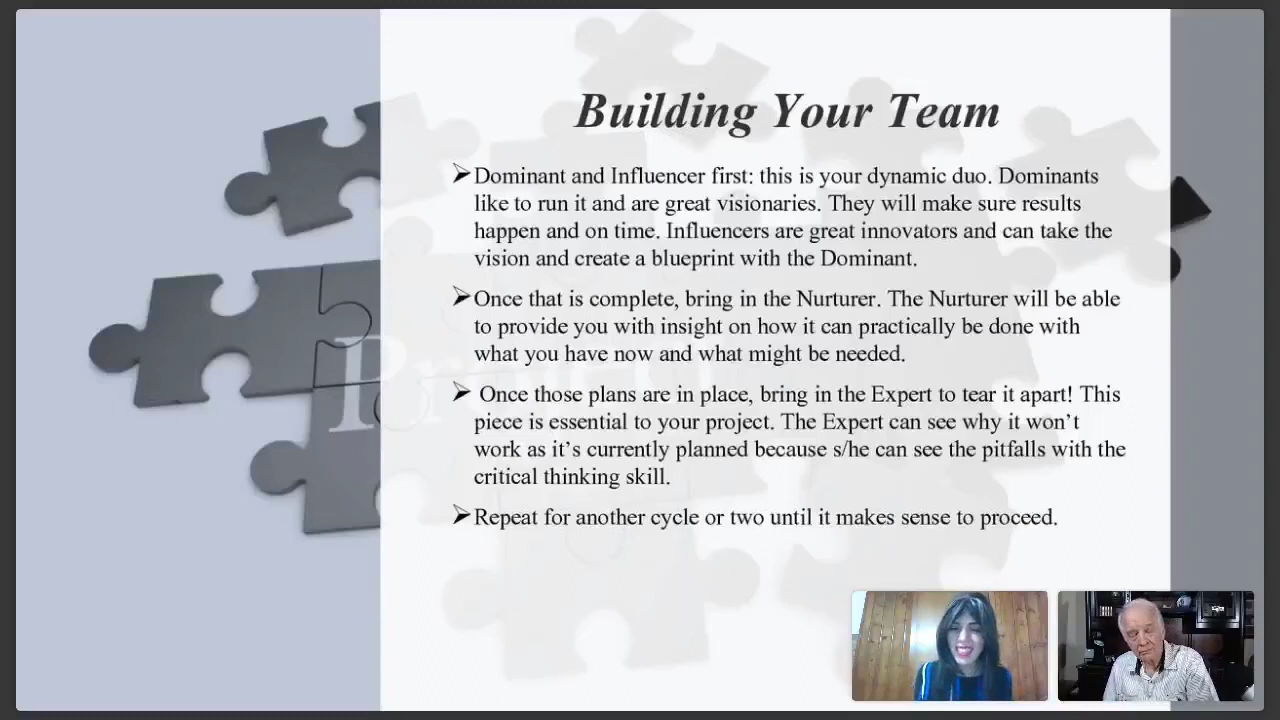 Building Your Team
➢Dominant and Influencer first: this is your dynamic duo. Dominants
like to run it and are great visionaries. They will make sure results
happen and on time. Influencers are great innovators and can take the
vision and create a blueprint with the Dominant.
➢Once that is complete, bring in the Nurturer. The Nurturer will be able
to provide you with insight on how it can practically be done with
what you have now and what might be needed.
➢ Once those plans are in place, bring in the Expert to tear it apart! This
piece is essential to your project. The Expert can see why it won’t
work as it’s currently planned because s/he can see the pitfalls with the
critical thinking skill.
➢Repeat for another cycle or two until it makes sense to proceed.